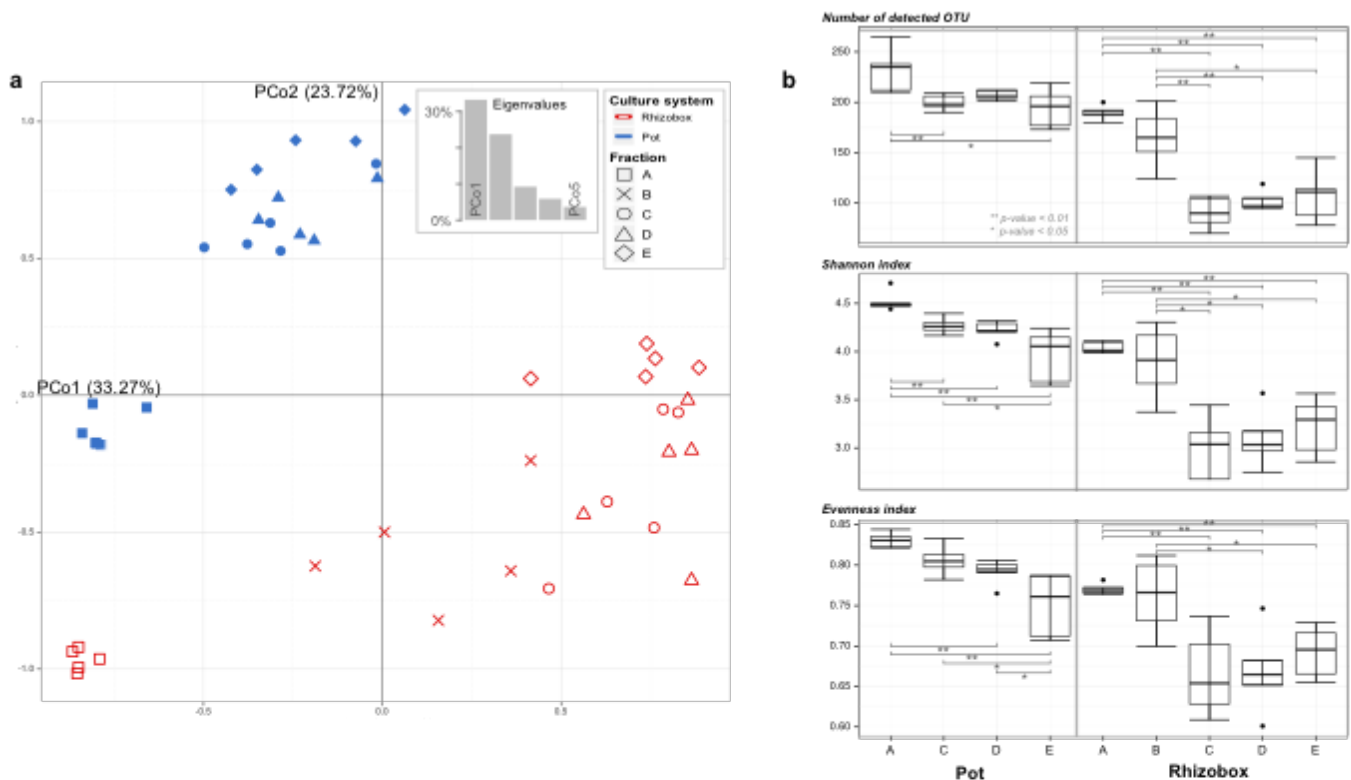 a
PCo2 (23.72%)
PCo1 (33.27%)
1.0
0.5
0.0
-0.5
-1.0
-0.5
0.0
0.5
Eigenvalues
30%
0%
PCo1
PCo5
Culture system
Rhizobox
Pot
Fraction
A
B
C
D
E
b
Number of detected OTU
250
200
150
100
** p-value < 0.01
* p-value < 0.05
Shannon index
4.5
4.0
3.5
3.0
Evenness index
0.85
0.80
0.75
0.70
0.65
0.60
A C D E A B C D E
Pot Rhizobox